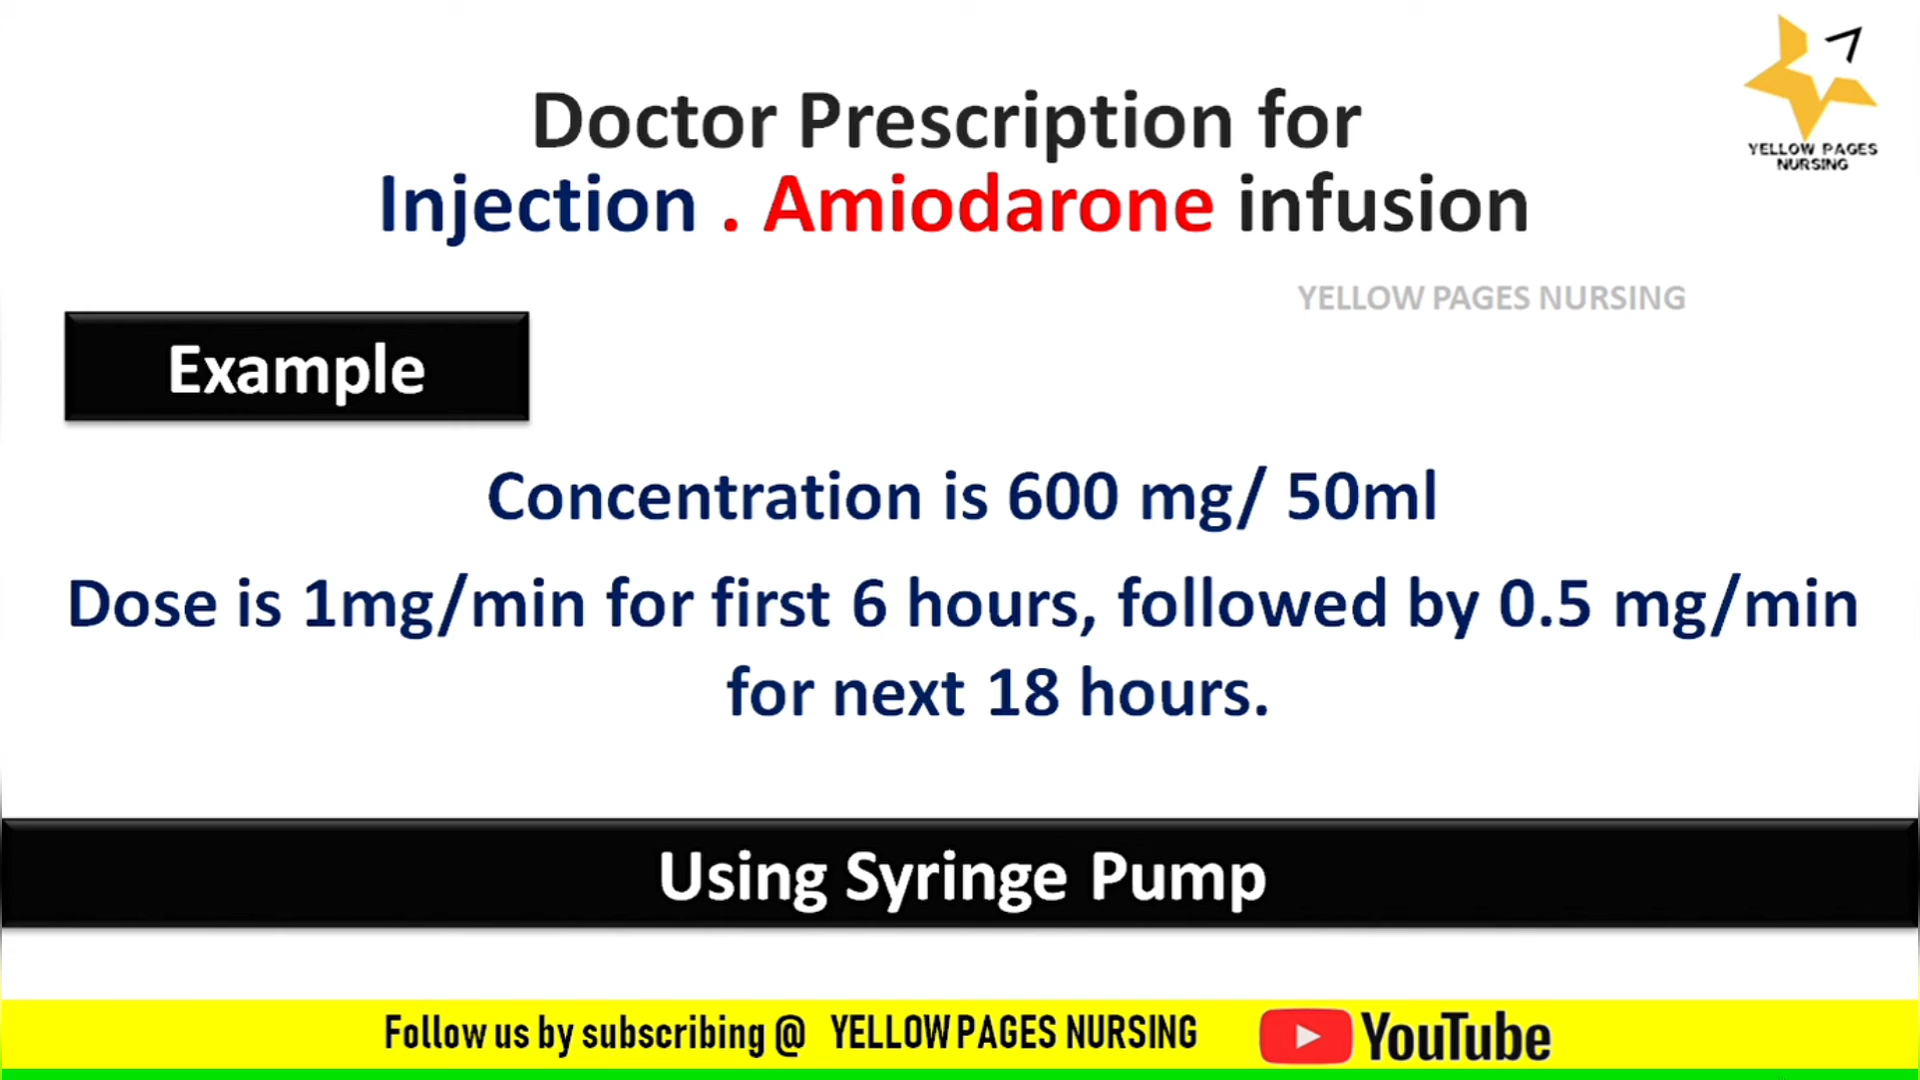 YELLOW PAGES
NURSING
Doctor Prescription for
Injection . Amiodarone infusion
YELLOW PAGES NURSING
Example
Concentration is 600 mg/ 50ml
Dose is 1mg/min for first 6 hours, followed by 0.5 mg/min
for next 18 hours.
Using Syringe Pump
Follow us by subscribing @ YELLOW PAGES NURSING YouTube